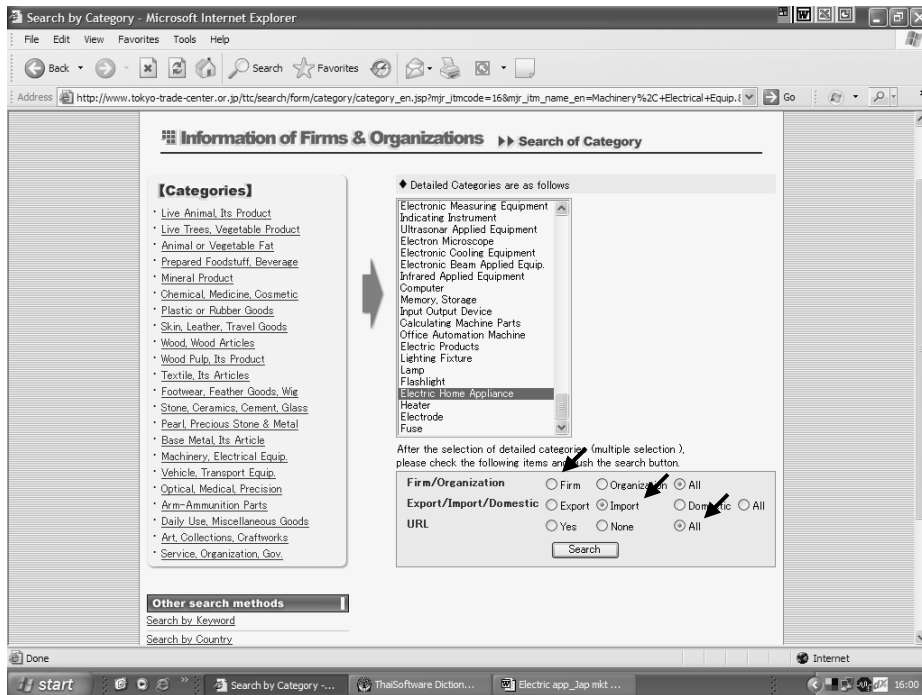 Search by Category - Microsoft Internet Explorer
File Edit View Favorites Tools Help
Back Search Favorites
Address http://www.tokyo-trade-center.or.jp/ttc/search/form/category/category_en.jsp?mjr_itmcode=16&mjr_itm_name_en=Machinery%2C+Electrical+Equip. Go
Information of Firms & Organizations ▶▶ Search of Category
【Categories】
・Live Animal, Its Product
・Live Trees, Vegetable Product
・Animal or Vegetable Fat
・Prepared Foodstuff, Beverage
・Mineral Product
・Chemical, Medicine, Cosmetic
・Plastic or Rubber Goods
・Skin, Leather, Travel Goods
・Wood, Wood Articles
・Wood Pulp, Its Product
・Textile, Its Articles
・Footwear, Feather Goods, Wig
・Stone, Ceramics, Cement, Glass
・Pearl, Precious Stone & Metal
・Base Metal, Its Article
・Machinery, Electrical Equip.
・Vehicle, Transport Equip.
・Optical, Medical, Precision
・Arm-Ammunition Parts
・Daily Use, Miscellaneous Goods
・Art, Collections, Craftworks
・Service, Organization, Gov.
Other search methods
Search by Keyword
Search by Country
♦ Detailed Categories are as follows
Electronic Measuring Equipment
Indicating Instrument
Ultrasonar Applied Equipment
Electron Microscope
Electronic Cooling Equipment
Electronic Beam Applied Equip.
Infrared Applied Equipment
Computer
Memory, Storage
Input Output Device
Calculating Machine Parts
Office Automation Machine
Electric Products
Lighting Fixture
Lamp
Flashlight
Electric Home Appliance
Heater
Electrode
Fuse
After the selection of detailed categories (multiple selection ),
please check the following items and push the search button.
Firm/Organization Firm Organization All
Export/Import/Domestic Export Import Domestic All
URL Yes None All
Search
Done Internet
start Search by Category -... ThaiSoftware Diction... Electric app_Jap mkt ... 16:00